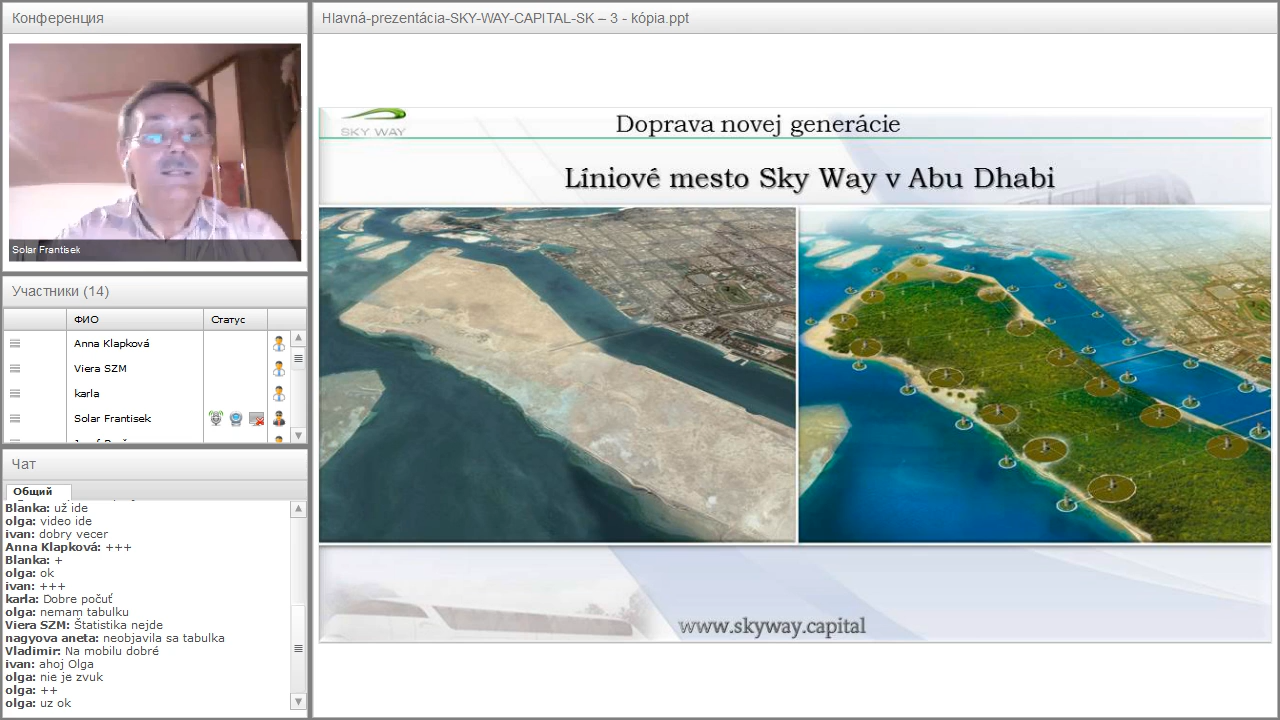 Конференция
Solar Frantisek
Участники (14)
ФИО
Статус
Anna Klapková
Viera SZM
karla
Solar Frantisek
Чат
Общий
Blanka: už ide
olga: video ide
ivan: dobry vecer
Anna Klapková: +++
Blanka: +
olga: ok
ivan: +++
karla: Dobre počuť
olga: nemam tabulku
Viera SZM: Štatistika nejde
nagyova aneta: neobjavila sa tabulka
Vladimir: Na mobilu dobré
ivan: ahoj Olga
olga: nie je zvuk
olga: ++
olga: uz ok
Hlavná-prezentácia-SKY-WAY-CAPITAL-SK – 3 - kópia.ppt
SKY WAY
Doprava novej generácie
Líniové mesto Sky Way v Abu Dhabi
www.skyway.capital